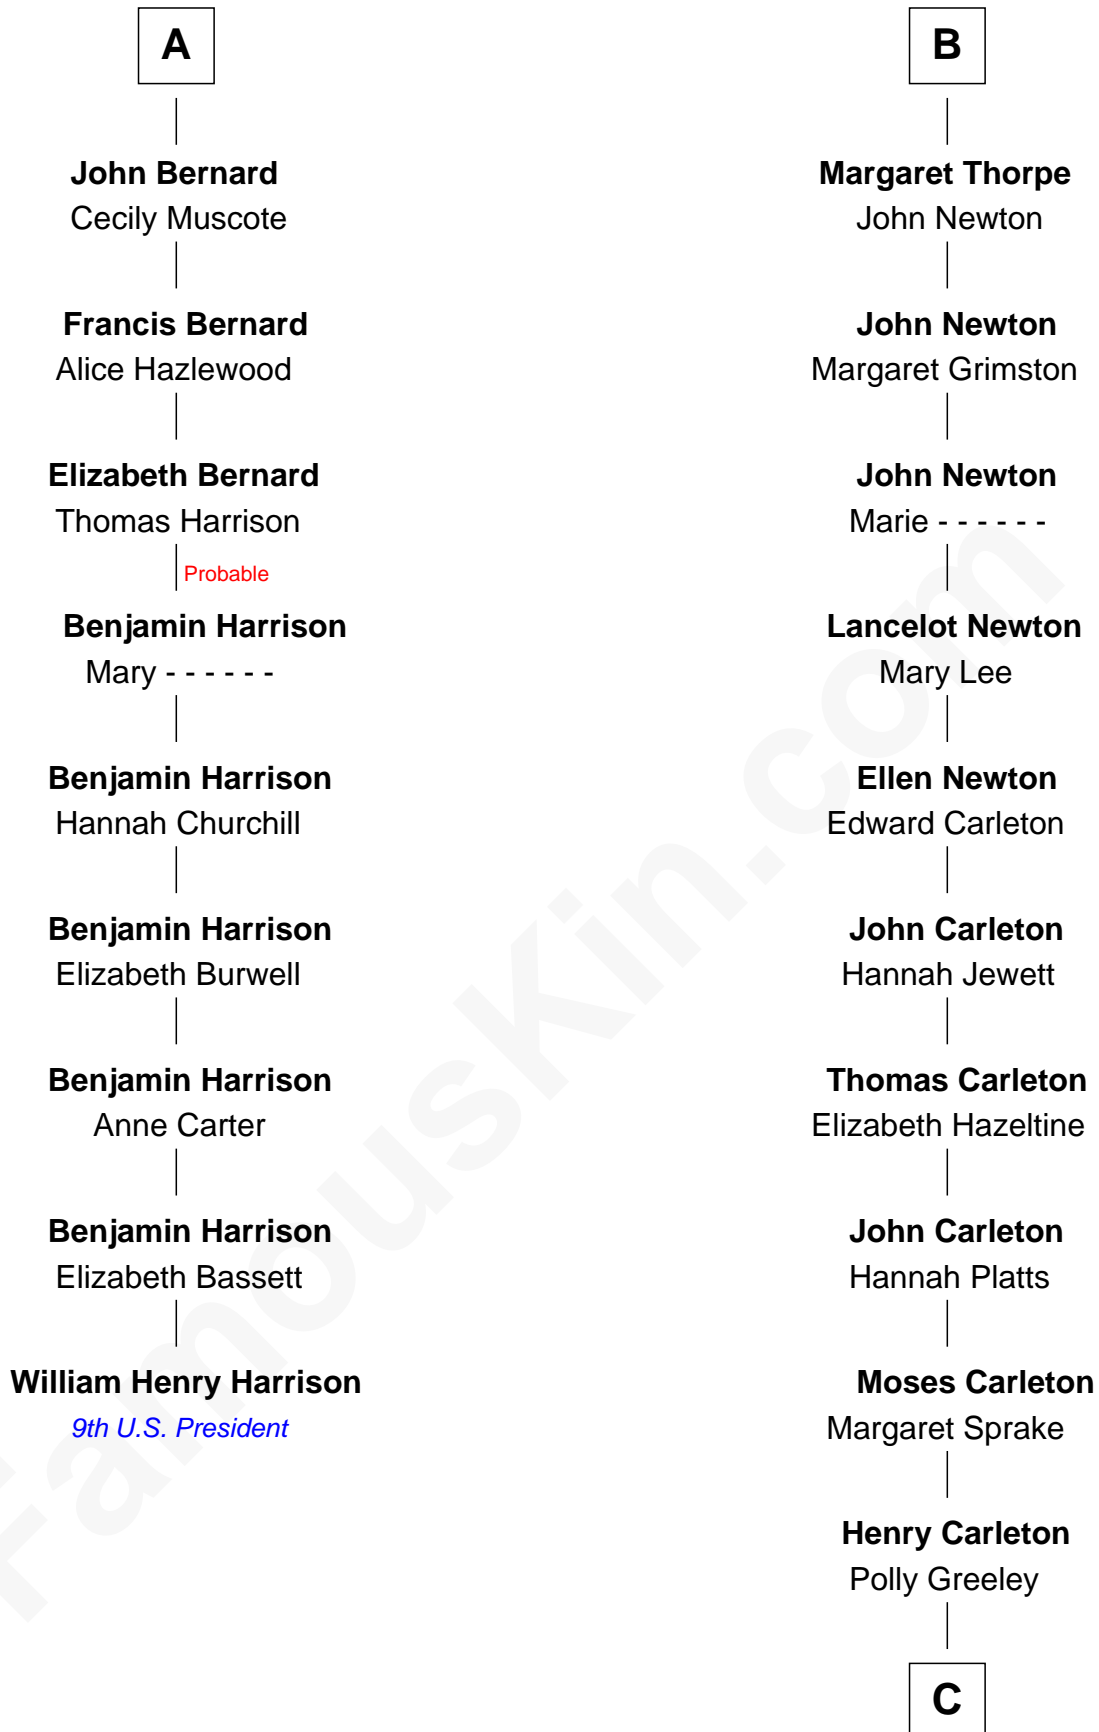 A
John Bernard
Cecily Muscote
Francis Bernard
Alice Hazlewood
Elizabeth Bernard
Thomas Harrison
Probable
Benjamin Harrison
Mary - - - - - -
Benjamin Harrison
Hannah Churchill
Benjamin Harrison
Elizabeth Burwell
Benjamin Harrison
Anne Carter
Benjamin Harrison
Elizabeth Bassett
William Henry Harrison
9th U.S. President
B
Margaret Thorpe
John Newton
John Newton
Margaret Grimston
John Newton
Marie - - - - - -
Lancelot Newton
Mary Lee
Ellen Newton
Edward Carleton
John Carleton
Hannah Jewett
Thomas Carleton
Elizabeth Hazeltine
John Carleton
Hannah Platts
Moses Carleton
Margaret Sprake
Henry Carleton
Polly Greeley
C
FamousKin.com